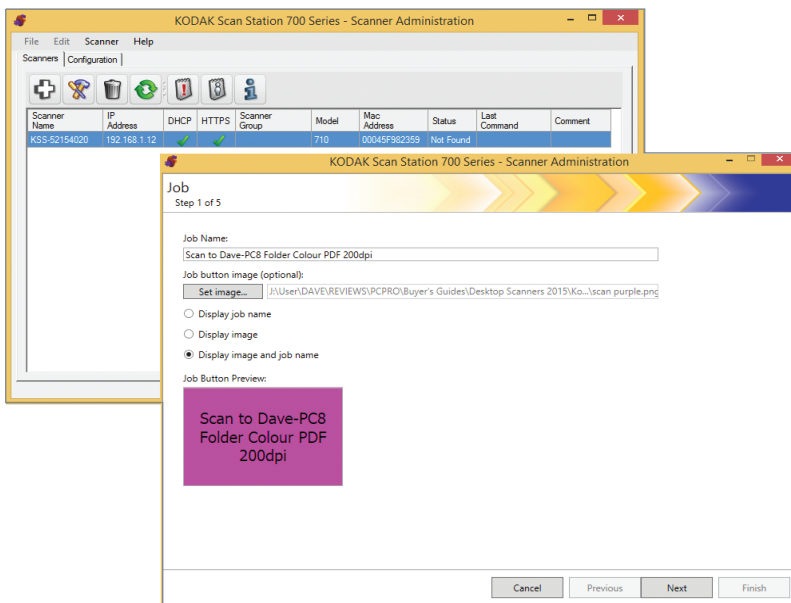 KODAK Scan Station 700 Series - Scanner Administration
File Edit Scanner Help
Scanners Configuration
Scanner Name IP Address DHCP HTTPS Scanner Group Model Mac Address Status Last Command Comment
KSS-52154020 192.168.1.12 710 00045F982359 Not Found
KODAK Scan Station 700 Series - Scanner Administration
Job
Step 1 of 5
Job Name:
Scan to Dave-PC8 Folder Colour PDF 200dpi
Job button image (optional):
Set image... J:\User\DAVE\REVIEWS\PCPRO\Buyer's Guides\Desktop Scanners 2015\Ko...\scan purple.png
Display job name
Display image
Display image and job name
Job Button Preview:
Scan to Dave-PC8
Folder Colour PDF
200dpi
Cancel Previous Next Finish